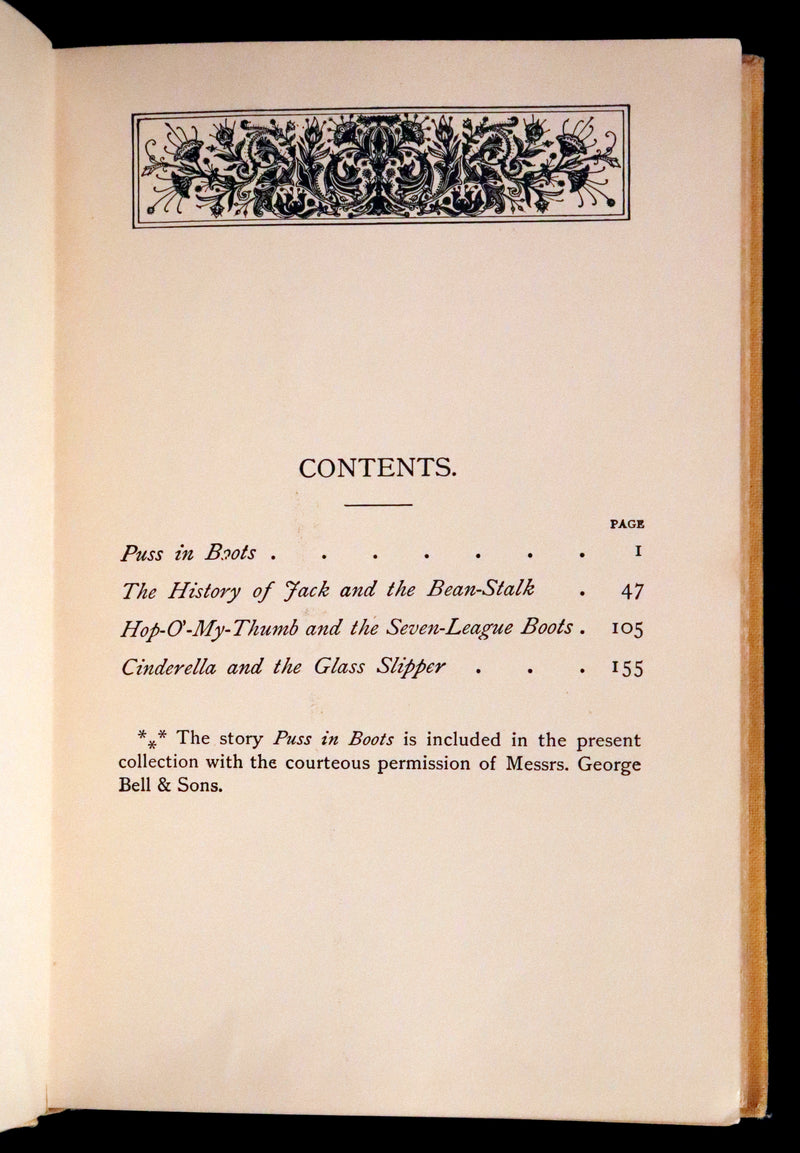 CONTENTS.
PAGE
Puss in Boots . . . . . . . 1
The History of Jack and the Bean-Stalk . 47
Hop-O'-My-Thumb and the Seven-League Boots . 105
Cinderella and the Glass Slipper . . . 155
*** The story Puss in Boots is included in the present
collection with the courteous permission of Messrs. George
Bell & Sons.